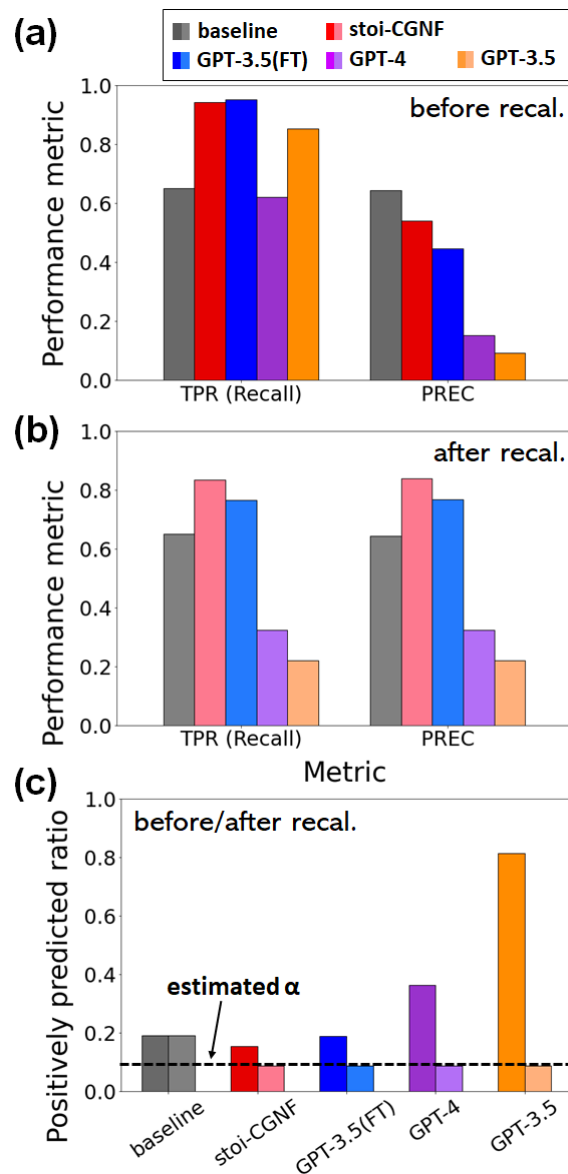 (a)
baseline stoi-CGNF
GPT-3.5(FT) GPT-4 GPT-3.5
before recal.
Performance metric
1.0
0.8
0.6
0.4
0.2
0.0
TPR (Recall) PREC
(b)
after recal.
Performance metric
1.0
0.8
0.6
0.4
0.2
0.0
TPR (Recall) PREC
Metric
(c)
before/after recal.
Positively predicted ratio
1.0
0.8
0.6
0.4
0.2
0.0
estimated α
baseline stoi-CGNF GPT-3.5(FT) GPT-4 GPT-3.5